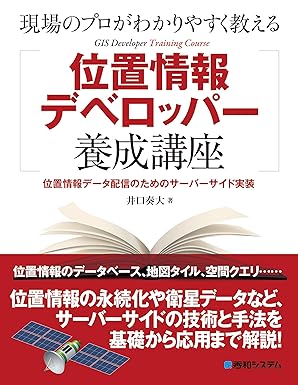 現場のプロがわかりやすく教える
GIS Developer Training Course
位置情報
デベロッパー
養成講座
位置情報データ配信のためのサーバーサイド実装
井口奏大 著
位置情報のデータベース、地図タイル、空間クエリ……
位置情報の永続化や衛星データなど、
サーバーサイドの技術と手法を
基礎から応用まで解説!
秀和システム